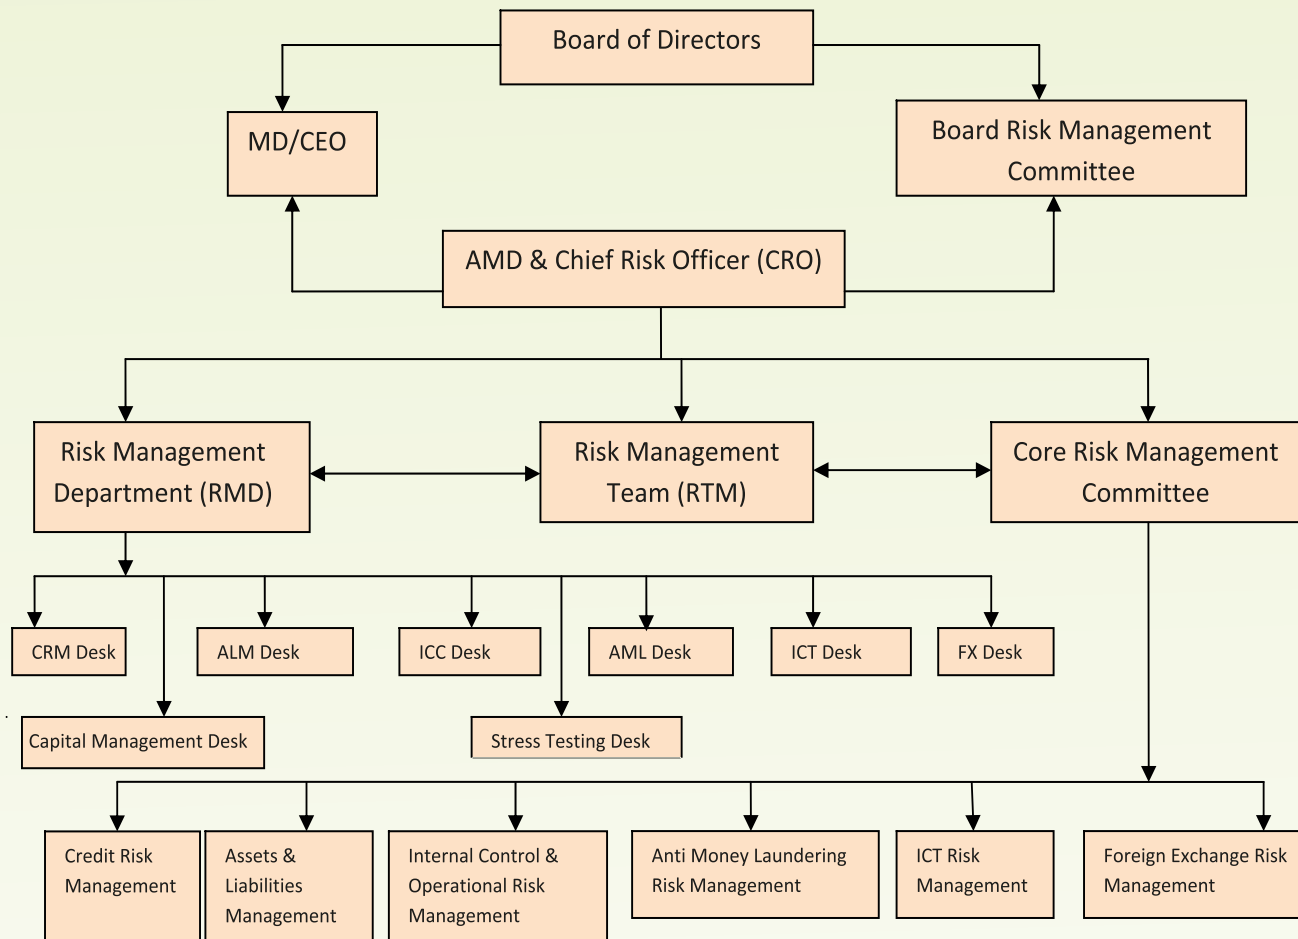 Board of Directors
MD/CEO
Board Risk Management
Committee
AMD & Chief Risk Officer (CRO)
Risk Management
Department (RMD)
Risk Management
Team (RTM)
Core Risk Management
Committee
CRM Desk
ALM Desk
ICC Desk
AML Desk
ICT Desk
FX Desk
Capital Management Desk
Stress Testing Desk
Credit Risk
Management
Assets &
Liabilities
Management
Internal Control &
Operational Risk
Management
Anti Money Laundering
Risk Management
ICT Risk
Management
Foreign Exchange Risk
Management